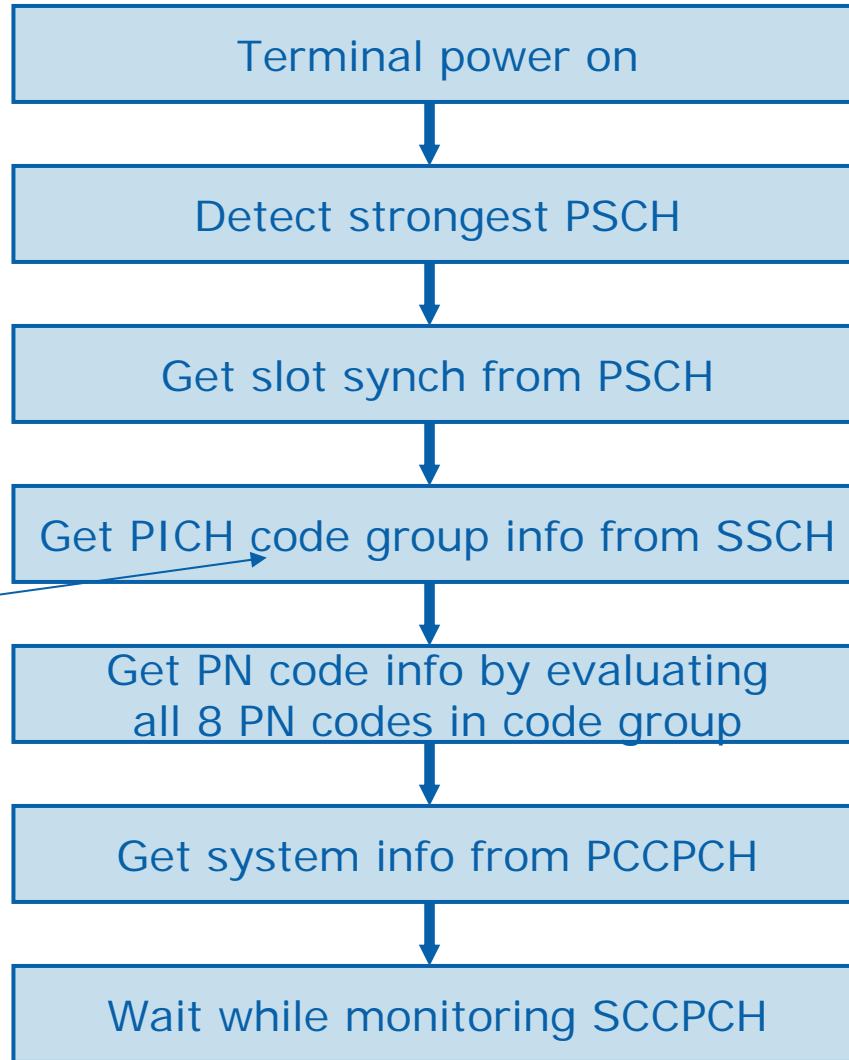 Terminal power on
Detect strongest PSCH
Get slot synch from PSCH
Get PICH code group info from SSCH
Get PN code info by evaluating
all 8 PN codes in code group
Get system info from PCCPCH
Wait while monitoring SCCPCH